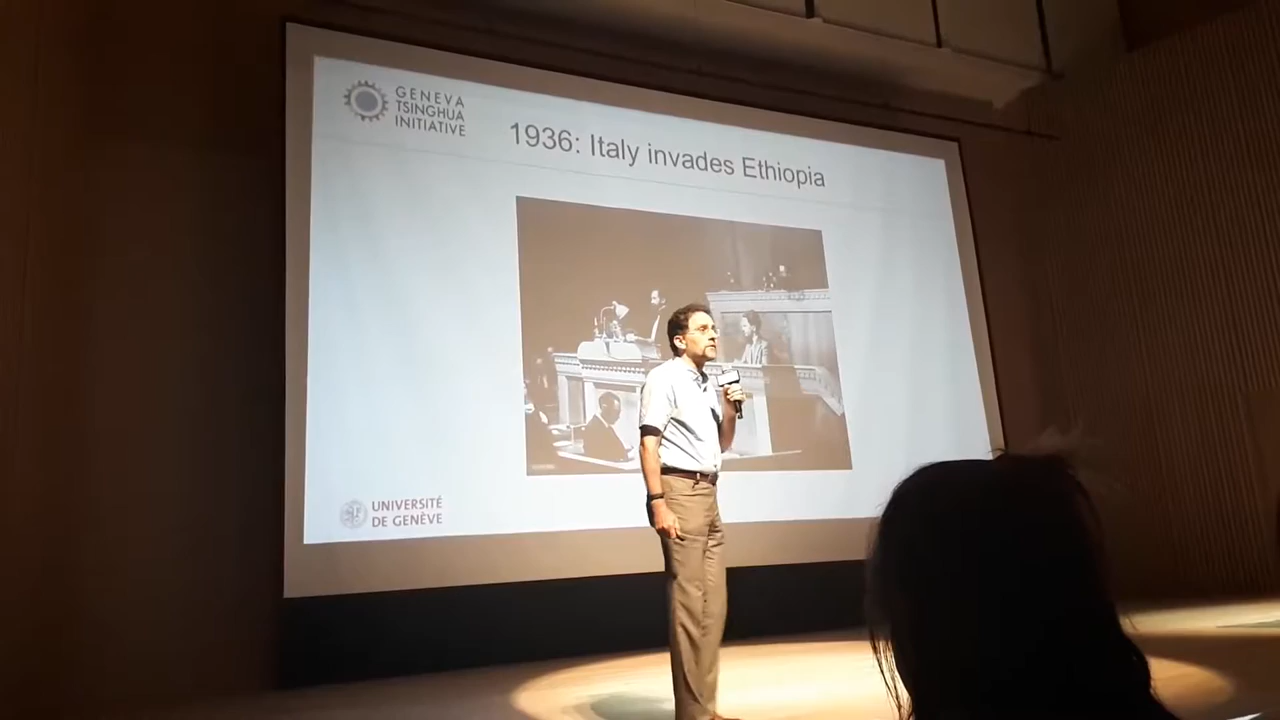 GENEVA
TSINGHUA
INITIATIVE
1936: Italy invades Ethiopia
UNIVERSITÉ
DE GENÈVE